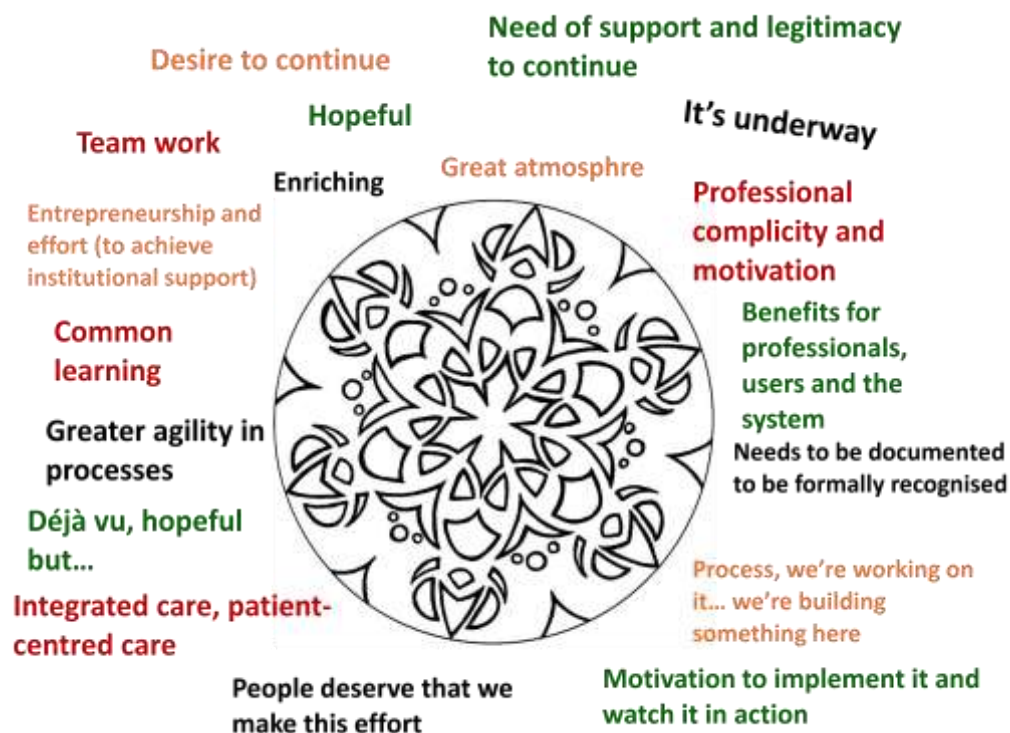 Need of support and legitimacy
to continue
Desire to continue
Hopeful
It's underway
Team work
Great atmosphre
Enriching
Professional
complicity and
motivation
Entrepreneurship and
effort (to achieve
institutional support)
Benefits for
professionals,
users and the
system
Common
learning
Greater agility in
processes
Needs to be documented
to be formally recognised
Déjà vu, hopeful
but...
Process, we're working on
it... we're building
something here
Integrated care, patient-
centred care
Motivation to implement it and
watch it in action
People deserve that we
make this effort